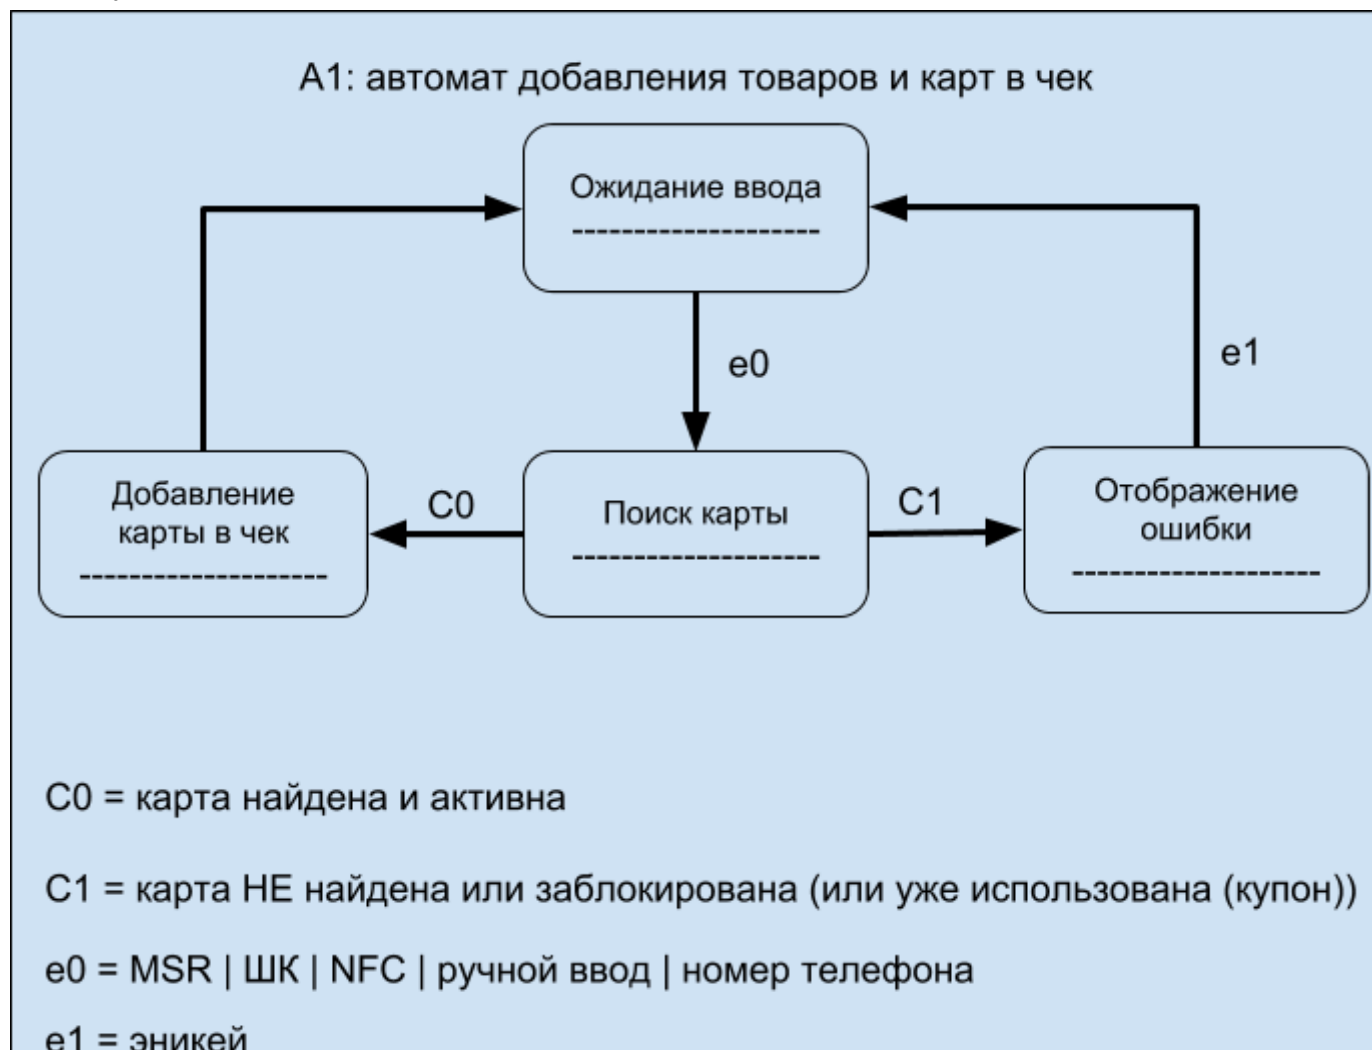 А1: автомат добавления товаров и карт в чек
Ожидание ввода
--------------------
e0
e1
Добавление
карты в чек
--------------------
C0
Поиск карты
--------------------
C1
Отображение
ошибки
--------------------
C0 = карта найдена и активна
C1 = карта НЕ найдена или заблокирована (или уже использована (купон))
e0 = MSR | ШК | NFC | ручной ввод | номер телефона
e1 = эникей